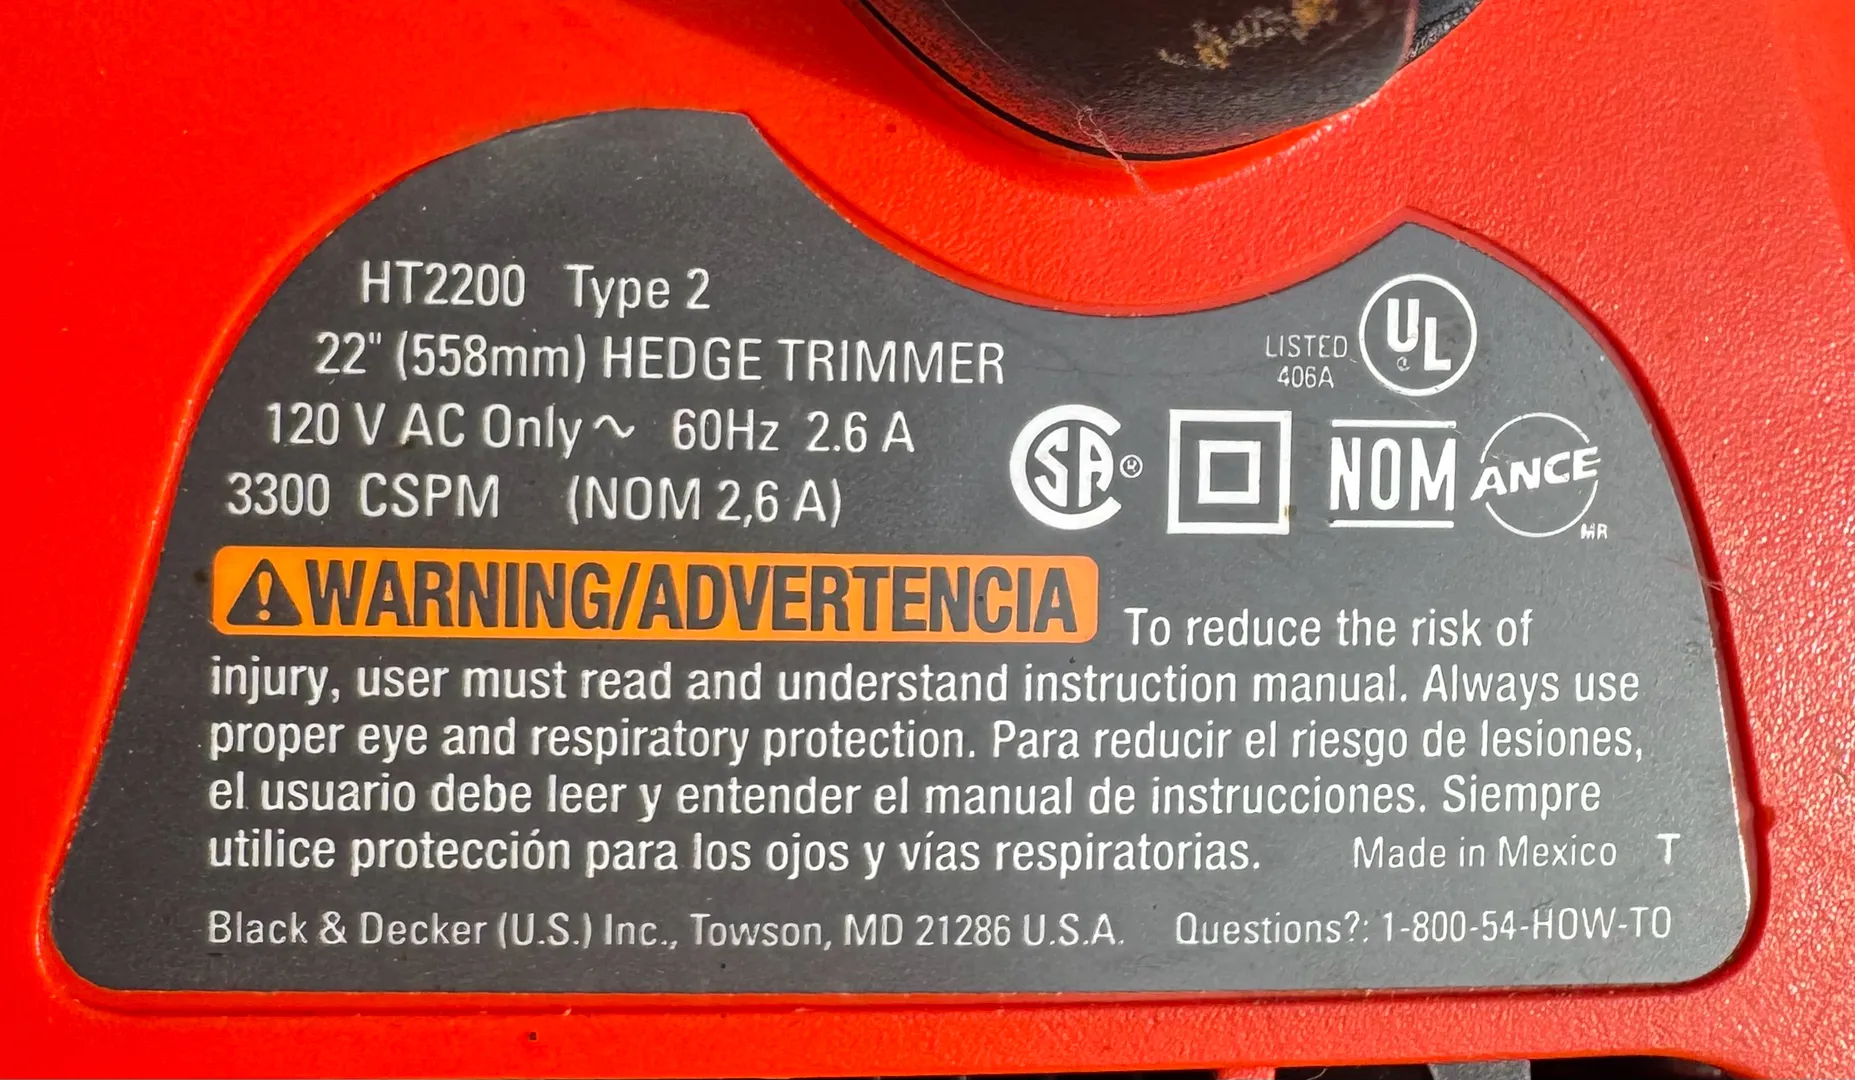 HT2200 Type 2
22" (558mm) HEDGE TRIMMER
120 V AC Only ~ 60Hz 2.6 A
3300 CSPM (NOM 2,6 A)
LISTED
406A
UL
SA ®
NOM
ANCE
MR
⚠WARNING/ADVERTENCIA To reduce the risk of
injury, user must read and understand instruction manual. Always use
proper eye and respiratory protection. Para reducir el riesgo de lesiones,
el usuario debe leer y entender el manual de instrucciones. Siempre
utilice protección para los ojos y vías respiratorias. Made in Mexico T
Black & Decker (U.S.) Inc., Towson, MD 21286 U.S.A. Questions?: 1-800-54-HOW-TO